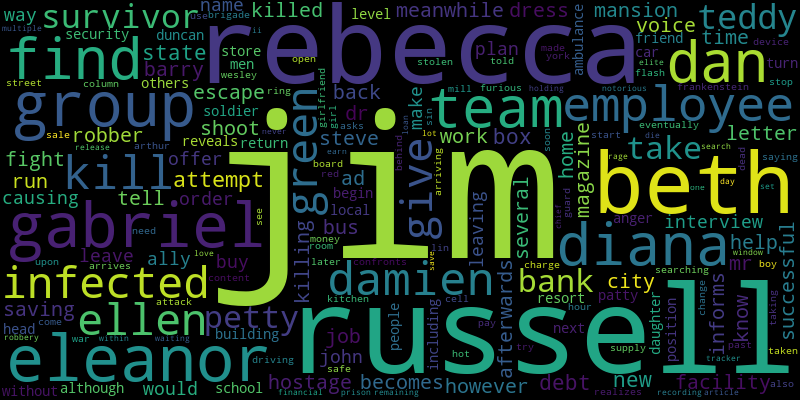 way survivor name killed meanwhile dress mansion teddy
use brigade level
multiple duncan security state store men voice friend time
find rebecca dan
barry escape plan car device turn
others soldier stolen told made york open elite flash stop
street column robber shoot back ambulance notorious frankenstein
group team employee
sale ring girlfriend girl dr make mill furious holding eventually
release never reveals return asks steve sin work box letter
fight arthur offer green loan lot soon start die saying
run kill attempt board behind home magazine take search
causing tell order red ad give arriving several rage dead
jim
gabriel see begin bus local leaving chief guard anger interview
need money room lin beth one day set
upon leave ally buy killing later confronts save diana help window
arrives love content damien charge bank city mr boy
infected attack kitchen cell resort searching
saving ellen petty people including afterwards hour patty daughter position informs know successful
head come building job pay try next supply change past taking
robbery war within waiting john hot russell tracker taken
eleanor driving safe
although would school hostage becomes however debt new facility also
without financial prison remaining realizes recording article
wesley